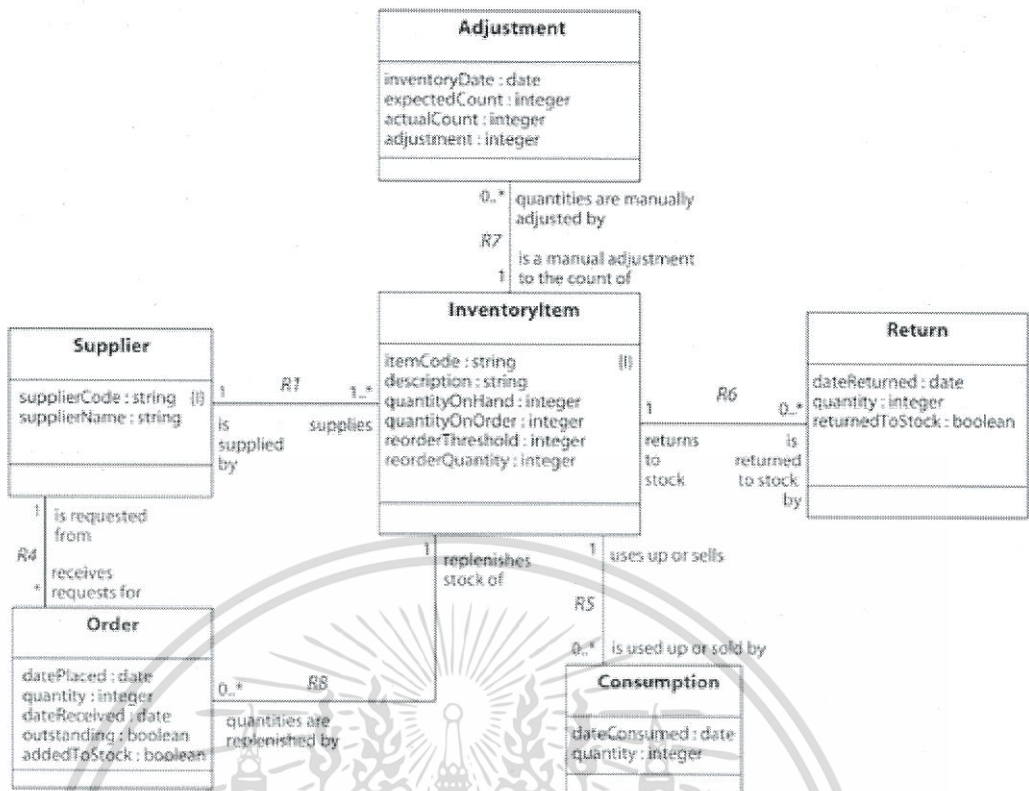 Adjustment
inventoryDate : date
expectedCount : integer
actualCount : integer
adjustment : integer
0..* quantities are manually
adjusted by
R7
is a manual adjustment
1 to the count of
InventoryItem
itemCode : string {I}
description : string
quantityOnHand : integer
quantityOnOrder : integer
reorderThreshold : integer
reorderQuantity : integer
Supplier
supplierCode : string {I}
supplierName : string
1 R1 1..*
is supplies
supplied
by
Return
dateReturned : date
quantity : integer
returnedToStock : boolean
1 R6 0..*
returns is
to returned
stock to stock
by
1 is requested
from
R4
receives
* requests for
Order
datePlaced : date
quantity : integer
dateReceived : date
outstanding : boolean
addedToStock : boolean
1 replenishes
stock of
0..* R8
quantities are
replenished by
1 uses up or sells
R5
0..* is used up or sold by
Consumption
dateConsumed : date
quantity : integer